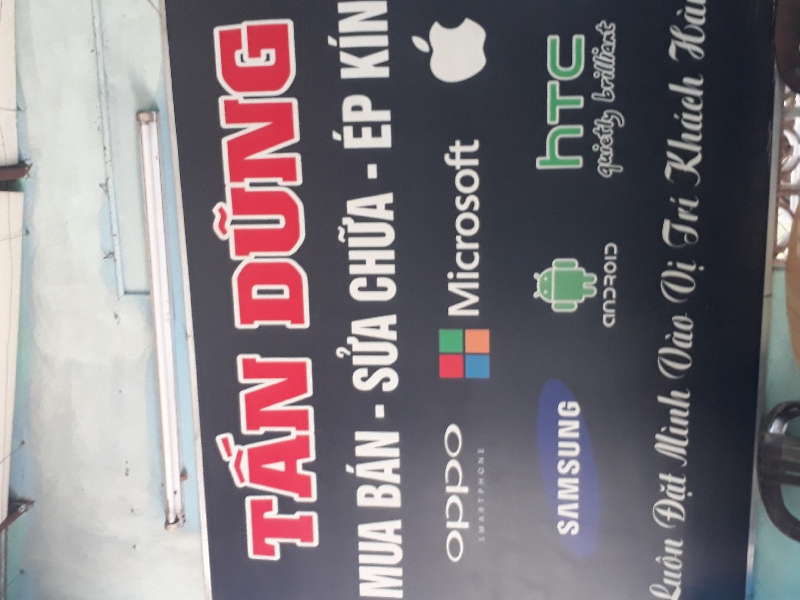 TẤN DŨNG
MUA BÁN - SỬA CHỮA - ÉP KÍN
oppo Microsoft
SMARTPHONE
SAMSUNG ANDROID hTC
quietly brilliant
Luôn Đặt Mình Vào Vị Trí Khách